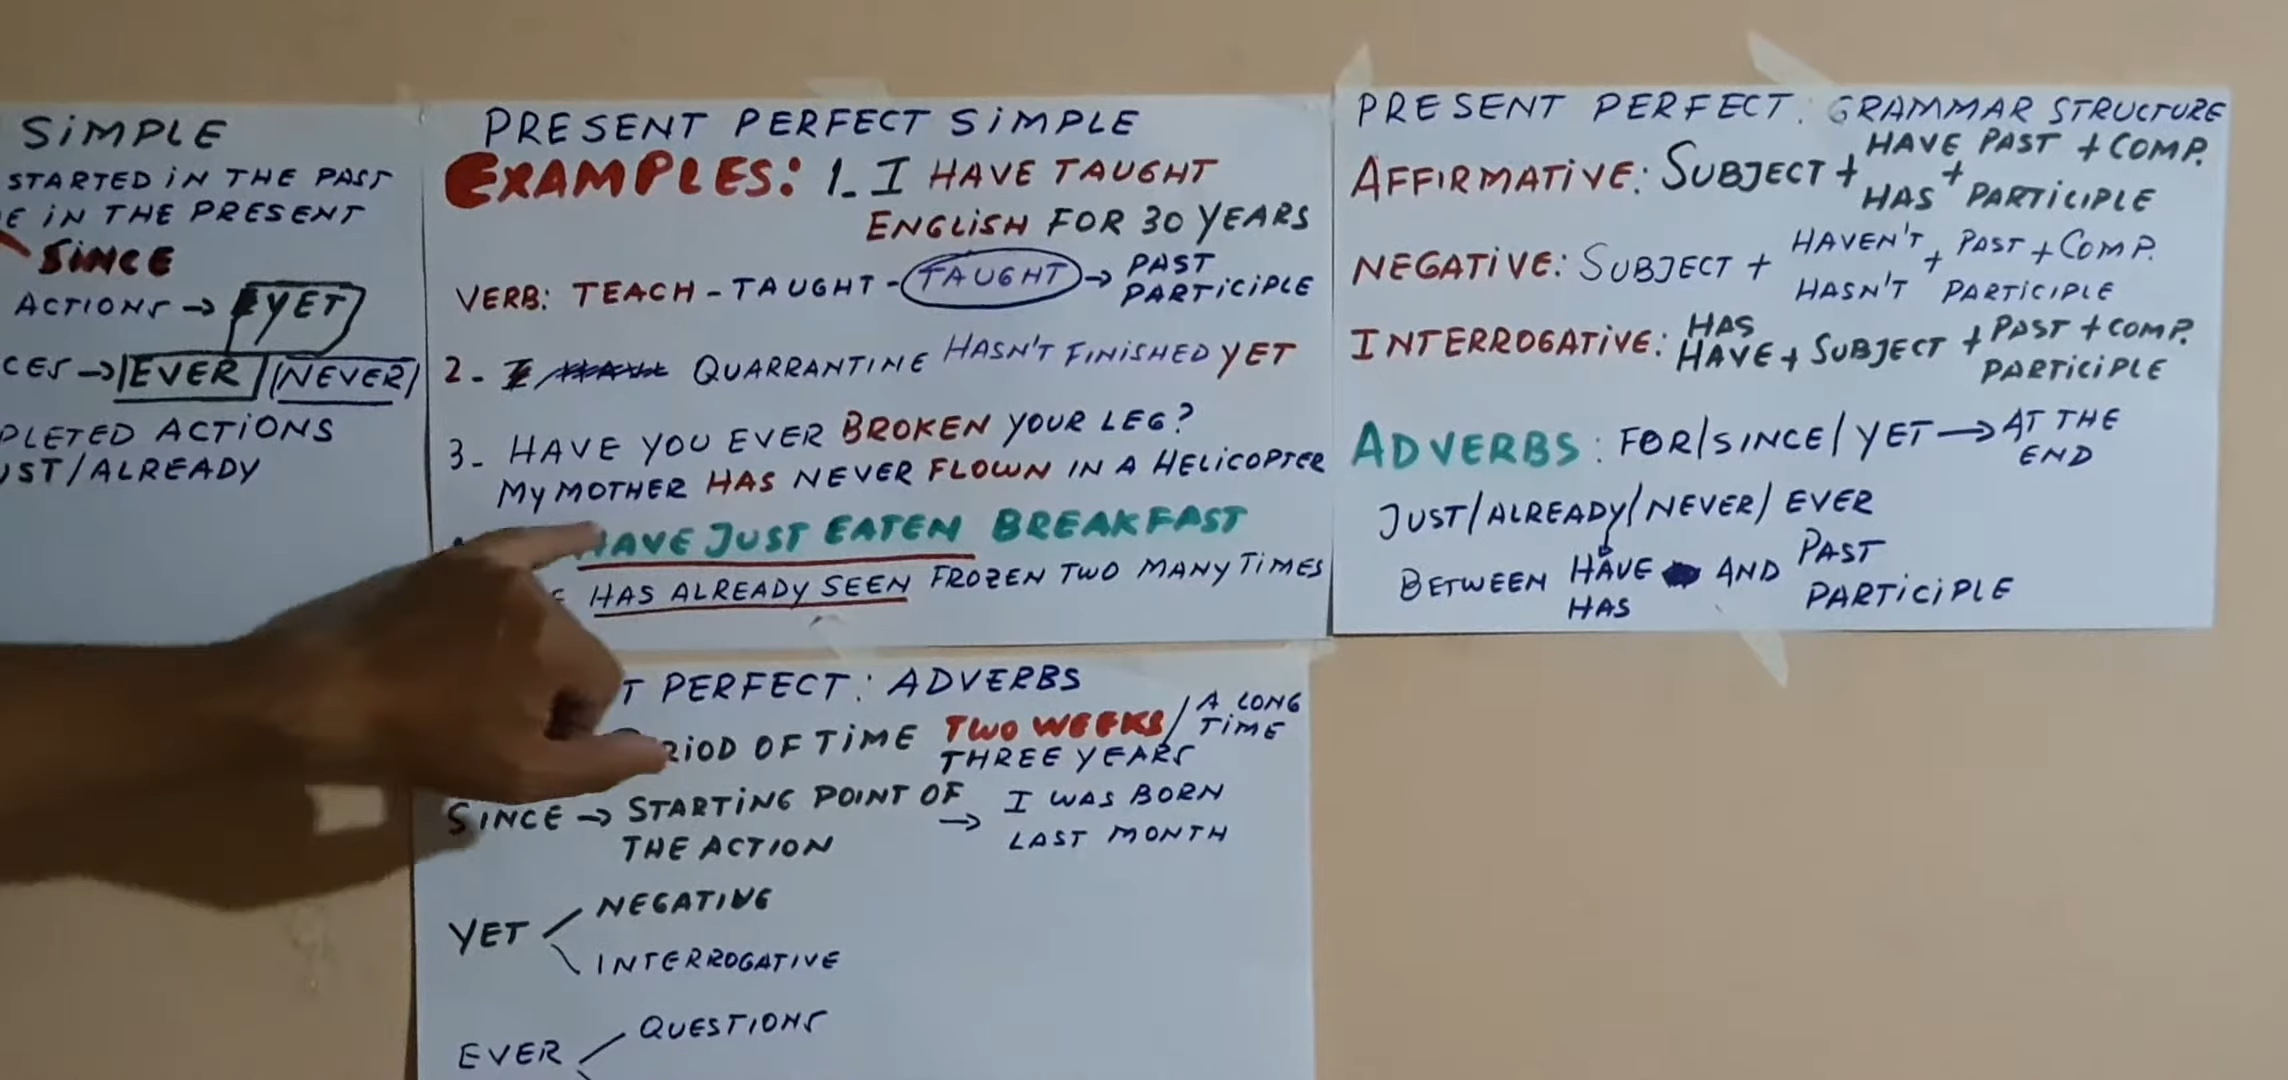 SIMPLE
STARTED IN THE PAST
IN THE PRESENT
SINCE
ACTIONS → YET
→ EVER NEVER
ACTIONS
/ALREADY
PRESENT PERFECT SIMPLE
EXAMPLES: 1_ I HAVE TAUGHT
ENGLISH FOR 30 YEARS
VERB: TEACH - TAUGHT - TAUGHT → PAST
PARTICIPLE
2- QUARRANTINE HASN'T FINISHED YET
3- HAVE YOU EVER BROKEN YOUR LEG?
MY MOTHER HAS NEVER FLOWN IN A HELICOPTER
HAVE JUST EATEN BREAKFAST
HAS ALREADY SEEN FROZEN TWO MANY TIMES
PRESENT PERFECT: GRAMMAR STRUCTURE
HAVE PAST + COMP.
AFFIRMATIVE: SUBJECT + +
HAS PARTICIPLE
HAVEN'T PAST + COMP.
NEGATIVE: SUBJECT + +
HASN'T PARTICIPLE
HAS PAST + COMP.
INTERROGATIVE: HAVE + SUBJECT +
PARTICIPLE
ADVERBS: FOR/SINCE/YET → AT THE
END
JUST/ALREADY/NEVER/EVER
BETWEEN HAVE AND PAST
HAS PARTICIPLE
PERFECT: ADVERBS
PERIOD OF TIME TWO WEEKS / A LONG
TIME
THREE YEARS
SINCE → STARTING POINT OF → I WAS BORN
THE ACTION LAST MONTH
NEGATIVE
YET
INTERROGATIVE
QUESTIONS
EVER